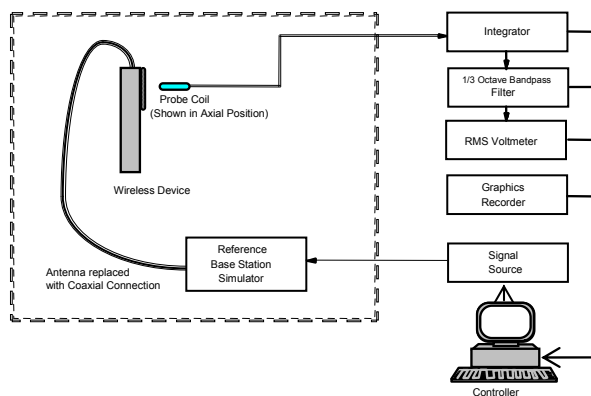 Integrator
1/3 Octave Bandpass
Filter
RMS Voltmeter
Graphics
Recorder
Probe Coil
(Shown in Axial Position)
Wireless Device
Reference
Base Station
Simulator
Signal
Source
Antenna replaced
with Coaxial Connection
Controller